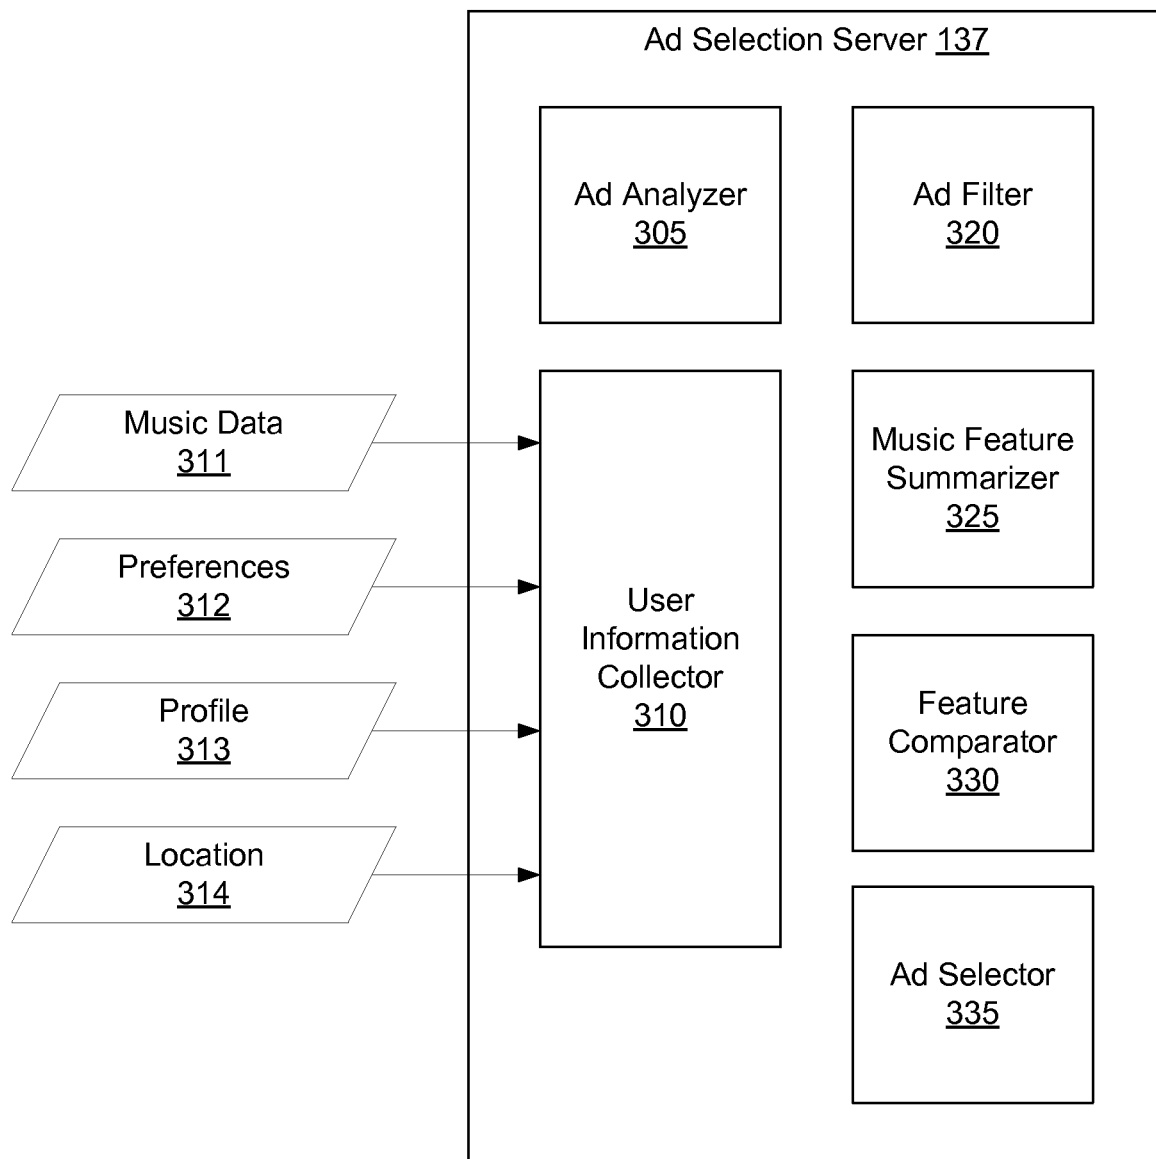 Ad Selection Server 137
Ad Analyzer
305
Ad Filter
320
Music Data
311
Preferences
312
Profile
313
Location
314
User
Information
Collector
310
Music Feature
Summarizer
325
Feature
Comparator
330
Ad Selector
335